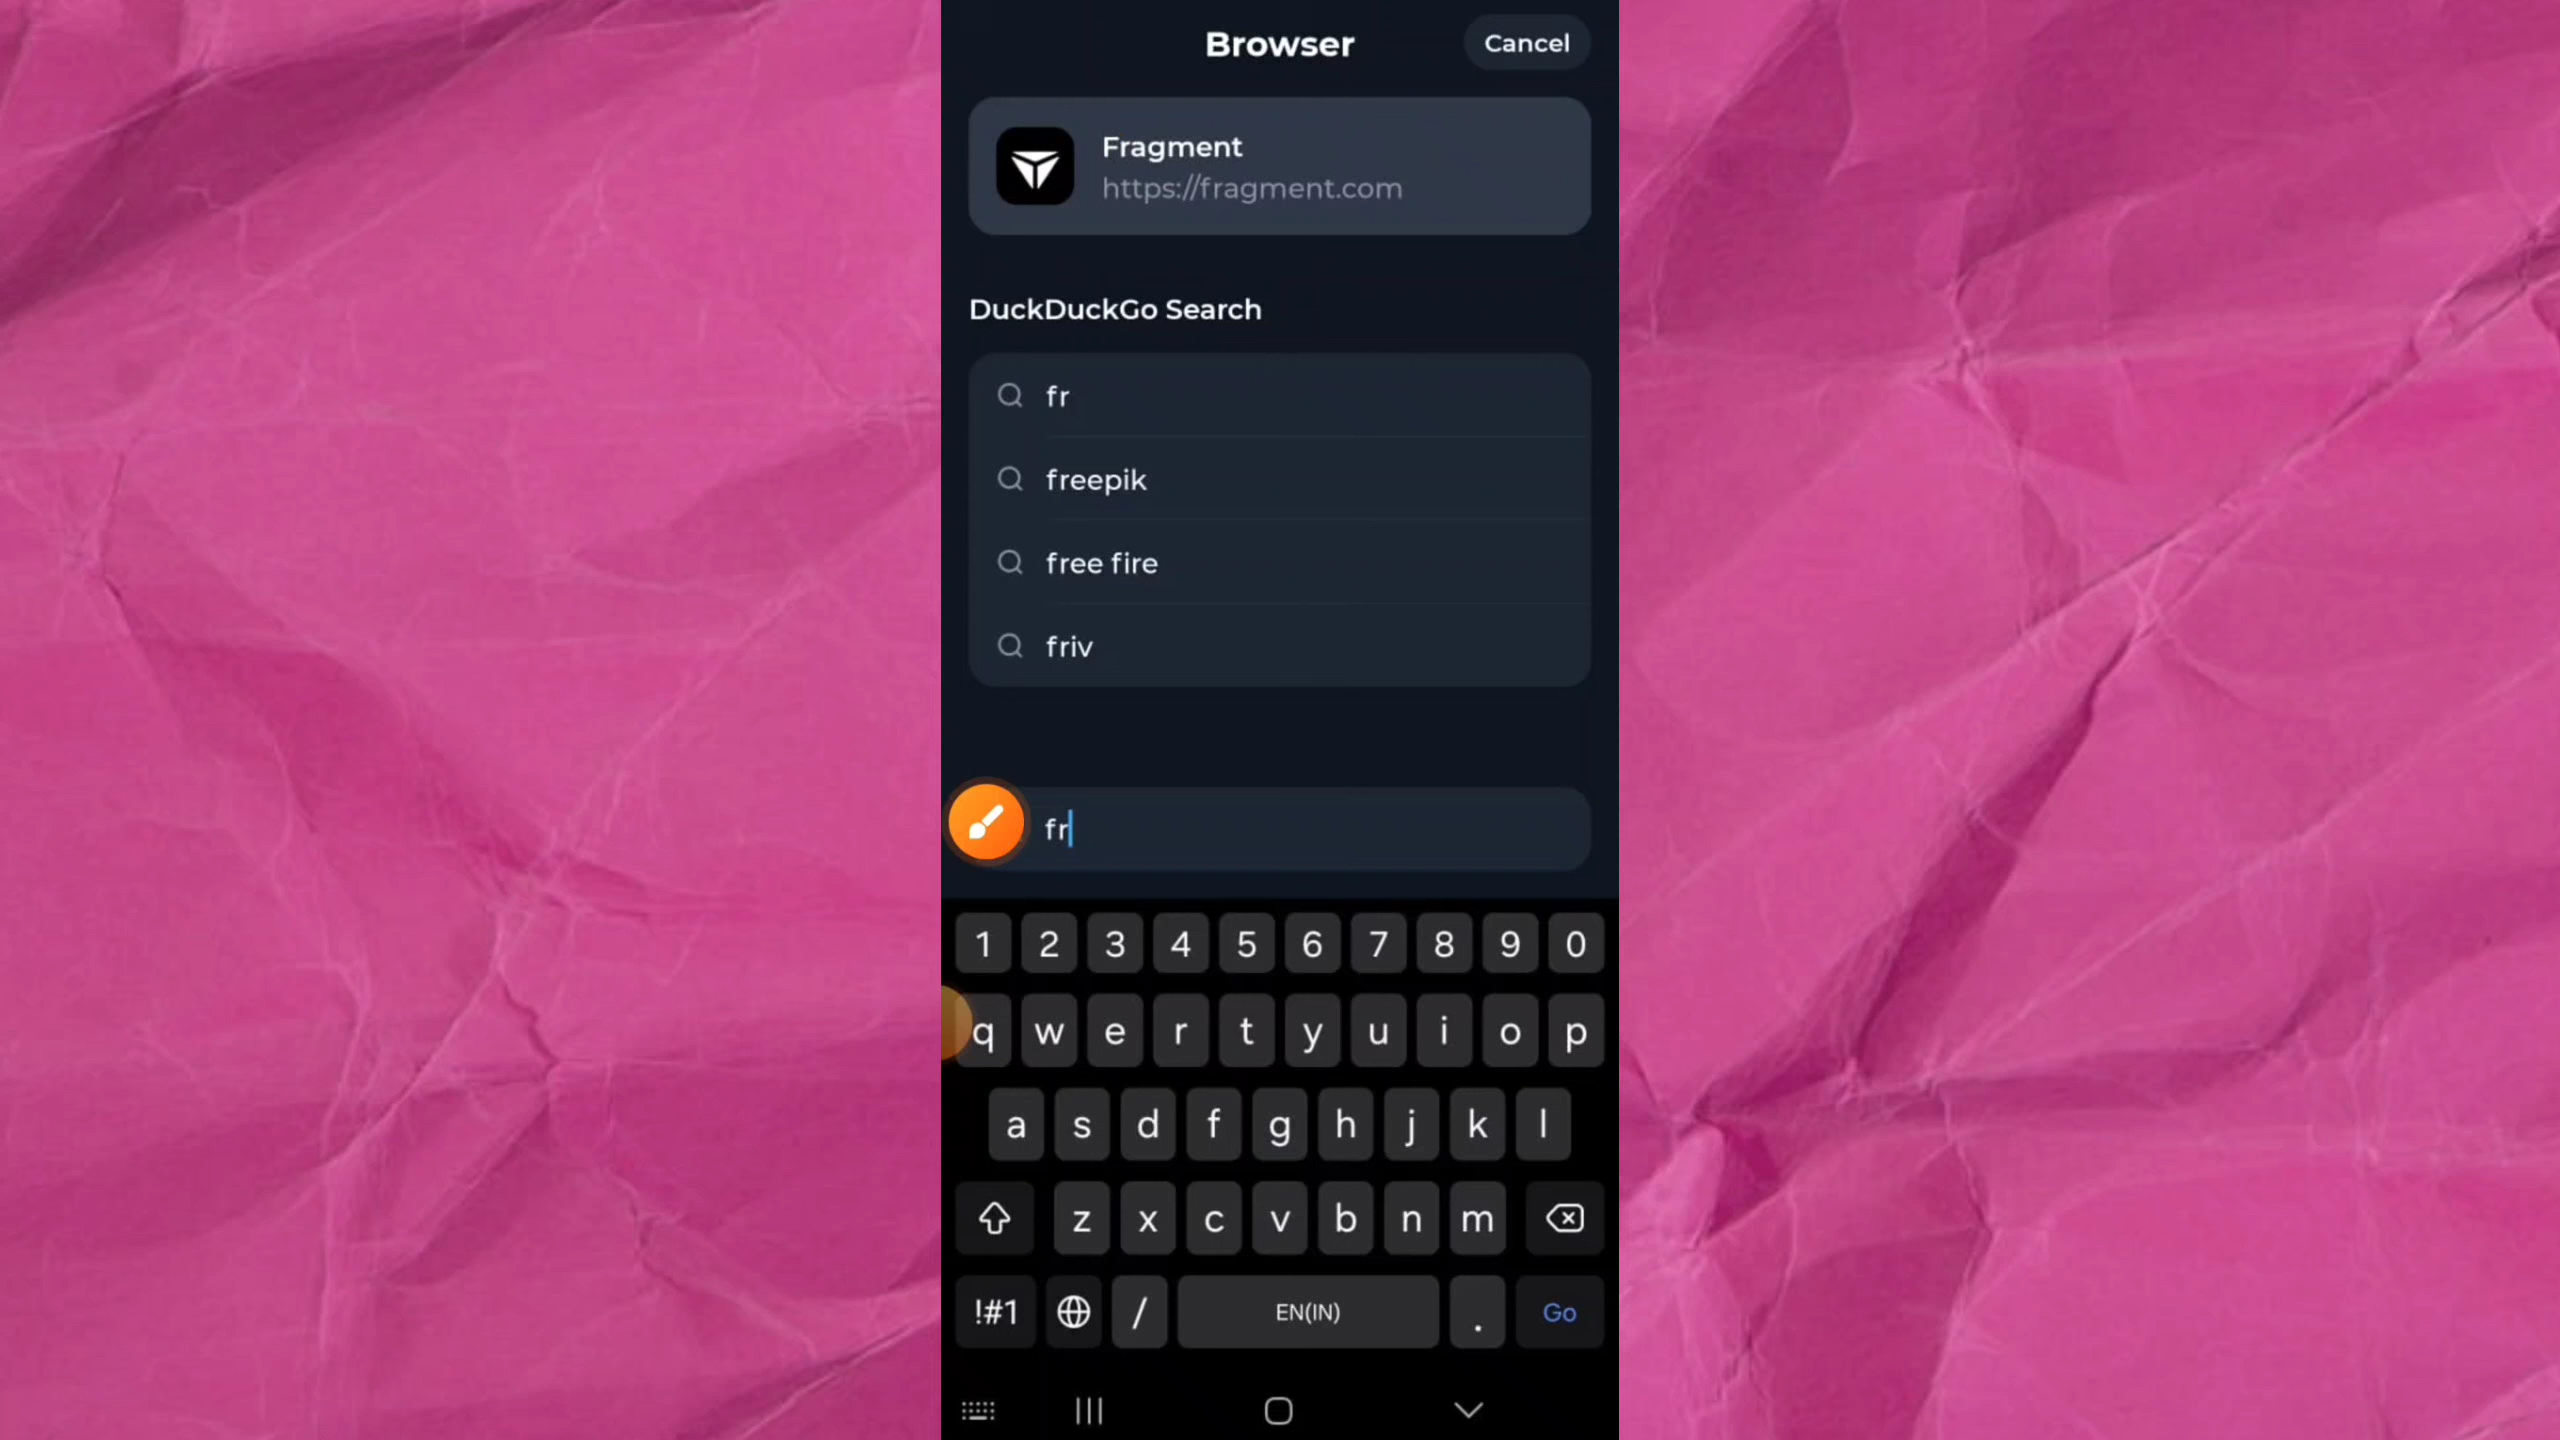 Browser
Cancel
Fragment
https://fragment.com
DuckDuckGo Search
fr
freepik
free fire
friv
fr
1 2 3 4 5 6 7 8 9 0
q w e r t y u i o p
a s d f g h j k l
z x c v b n m
!#1 / EN(IN) . Go